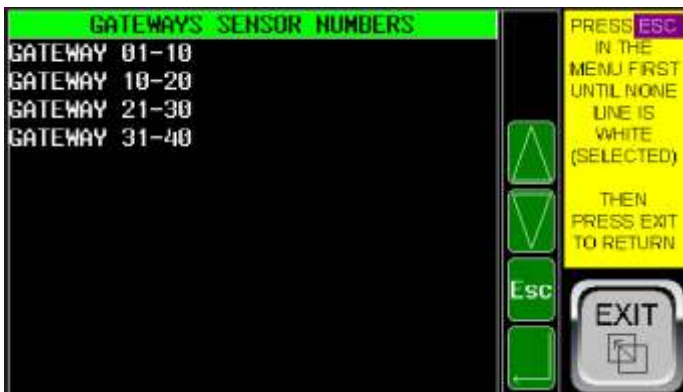 GATEWAYS SENSOR NUMBERS
GATEWAY 01-10
GATEWAY 10-20
GATEWAY 21-30
GATEWAY 31-40
Esc
PRESS ESC
IN THE
MENU FIRST
UNTIL NONE
LINE IS
WHITE
(SELECTED)
THEN
PRESS EXIT
TO RETURN
EXIT